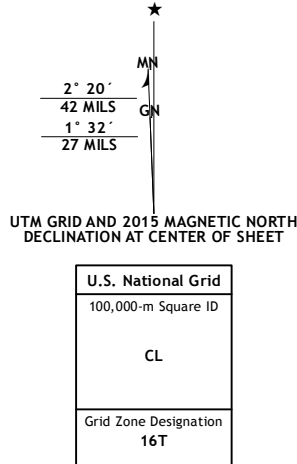 ★
MN
2° 20´
42 MILS
GN
1° 32´
27 MILS
UTM GRID AND 2015 MAGNETIC NORTH
DECLINATION AT CENTER OF SHEET
U.S. National Grid
100,000-m Square ID
CL
Grid Zone Designation
16T